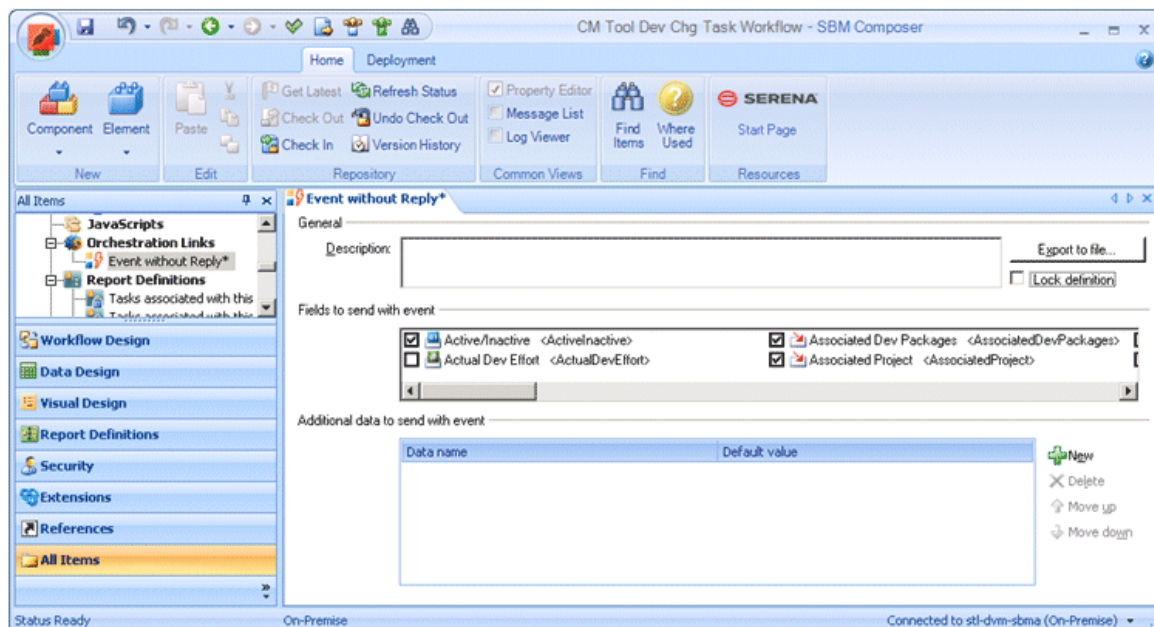 CM Tool Dev Chg Task Workflow - SBM Composer
Home Deployment
Component Element
New
Paste
Edit
Get Latest Refresh Status
Check Out Undo Check Out
Check In Version History
Repository
Property Editor
Message List
Log Viewer
Common Views
Find Items Where Used
Find
SERENA
Start Page
Resources
All Items
JavaScripts
Orchestration Links
Event without Reply*
Report Definitions
Tasks associated with this
Tasks associated with this
Workflow Design
Data Design
Visual Design
Report Definitions
Security
Extensions
References
All Items
Event without Reply*
General
Description:
Export to file...
Lock definition
Fields to send with event
Active/Inactive <ActiveInactive> Associated Dev Packages <AssociatedDevPackages>
Actual Dev Effort <ActualDevEffort> Associated Project <AssociatedProject>
Additional data to send with event
Data name Default value
New
Delete
Move up
Move down
Status Ready On-Premise Connected to stl-dvm-sbma (On-Premise)